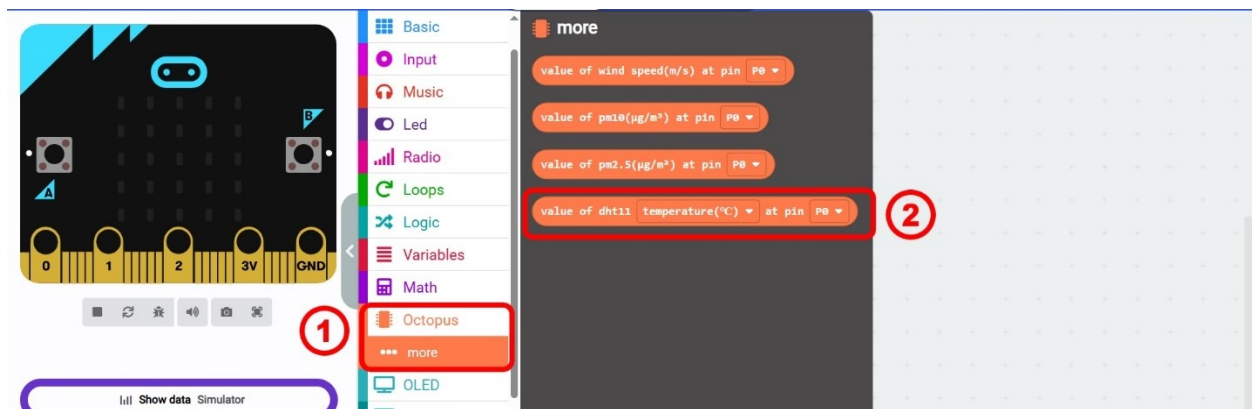 B
A
0
1
2
3V
GND
Show data Simulator
Basic
Input
Music
Led
Radio
Loops
Logic
Variables
Math
1
Octopus
more
OLED
more
value of wind speed(m/s) at pin P0
value of pm10(μg/m³) at pin P0
value of pm2.5(μg/m³) at pin P0
value of dht11 temperature(℃) at pin P0
2